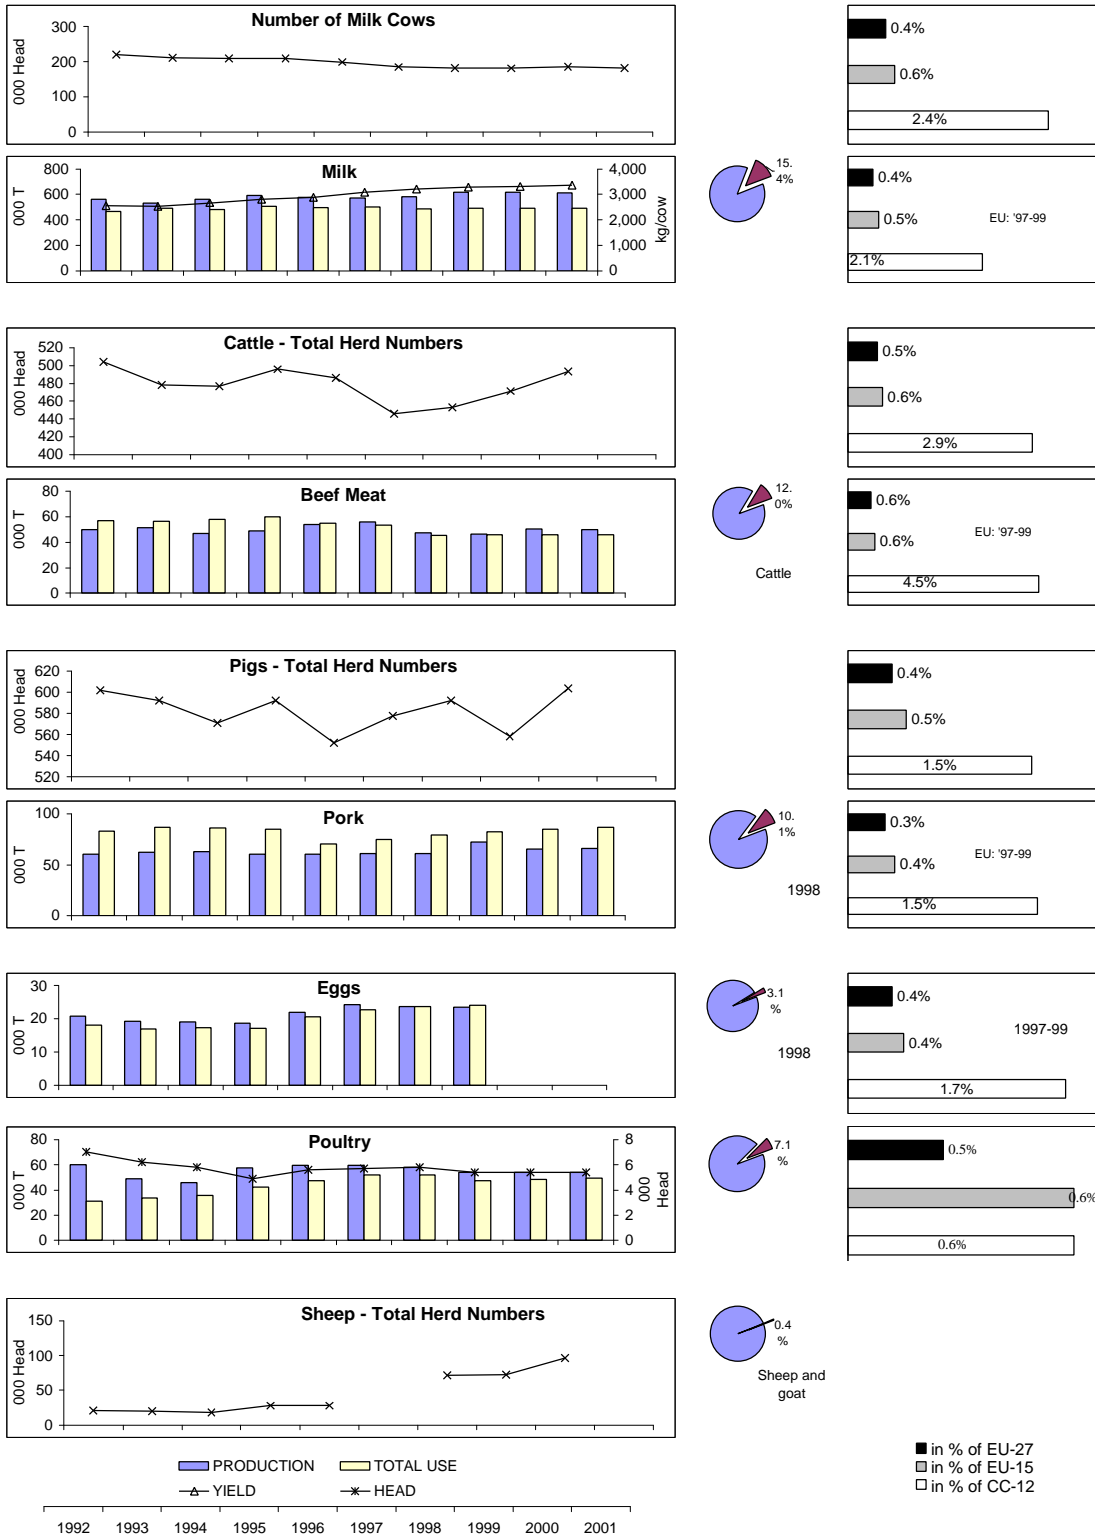 Number of Milk Cows
000 Head
300
200
100
0
0.4%
0.6%
2.4%
Milk
000 T
800
600
400
200
0
4,000
3,000
2,000
1,000
0
kg/cow
15.
4%
0.4%
0.5%
EU: '97-99
2.1%
Cattle - Total Herd Numbers
000 Head
520
500
480
460
440
420
400
0.5%
0.6%
2.9%
Beef Meat
000 T
80
60
40
20
0
12.
0%
Cattle
0.6%
0.6%
EU: '97-99
4.5%
Pigs - Total Herd Numbers
000 Head
620
600
580
560
540
520
0.4%
0.5%
1.5%
Pork
000 T
100
50
0
10.
1%
1998
0.3%
0.4%
EU: '97-99
1.5%
Eggs
000 T
30
20
10
0
3.1
%
1998
0.4%
0.4%
1997-99
1.7%
Poultry
000 T
80
60
40
20
0
8
6
4
2
0
000
Head
7.1
%
0.5%
0.6%
0.6%
Sheep - Total Herd Numbers
000 Head
150
100
50
0
0.4
%
Sheep and
goat
PRODUCTION TOTAL USE
YIELD HEAD
in % of EU-27
in % of EU-15
in % of CC-12
1992 1993 1994 1995 1996 1997 1998 1999 2000 2001